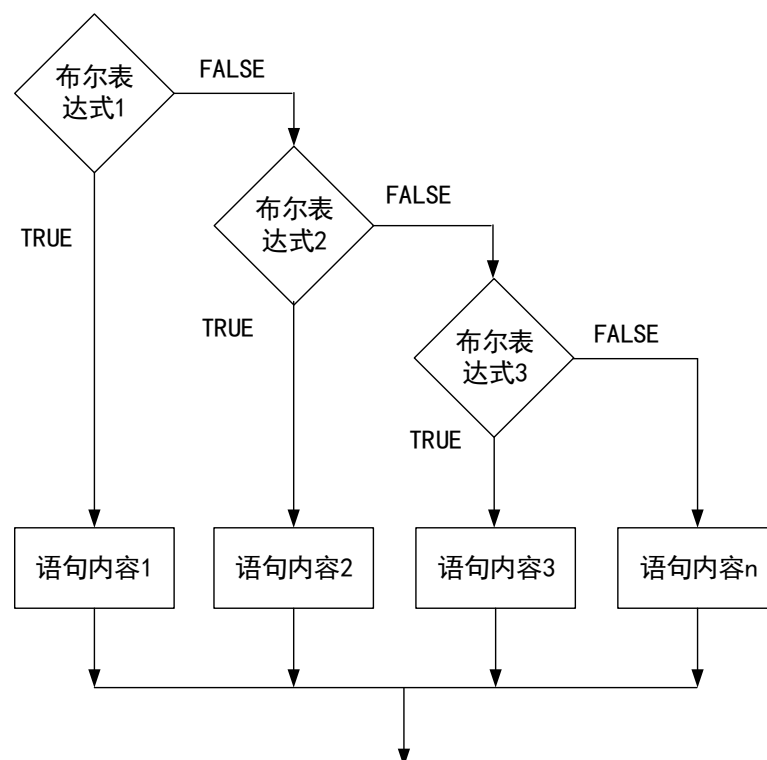 布尔表
达式1
FALSE
TRUE
布尔表
达式2
FALSE
TRUE
布尔表
达式3
FALSE
TRUE
语句内容1
语句内容2
语句内容3
语句内容n